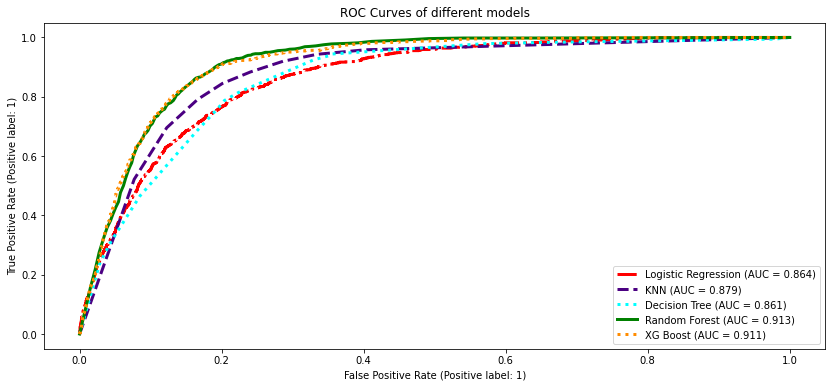 ROC Curves of different models
True Positive Rate (Positive label: 1)
1.0
0.8
0.6
0.4
0.2
0.0
0.0 0.2 0.4 0.6 0.8 1.0
False Positive Rate (Positive label: 1)
Logistic Regression (AUC = 0.864)
KNN (AUC = 0.879)
Decision Tree (AUC = 0.861)
Random Forest (AUC = 0.913)
XG Boost (AUC = 0.911)